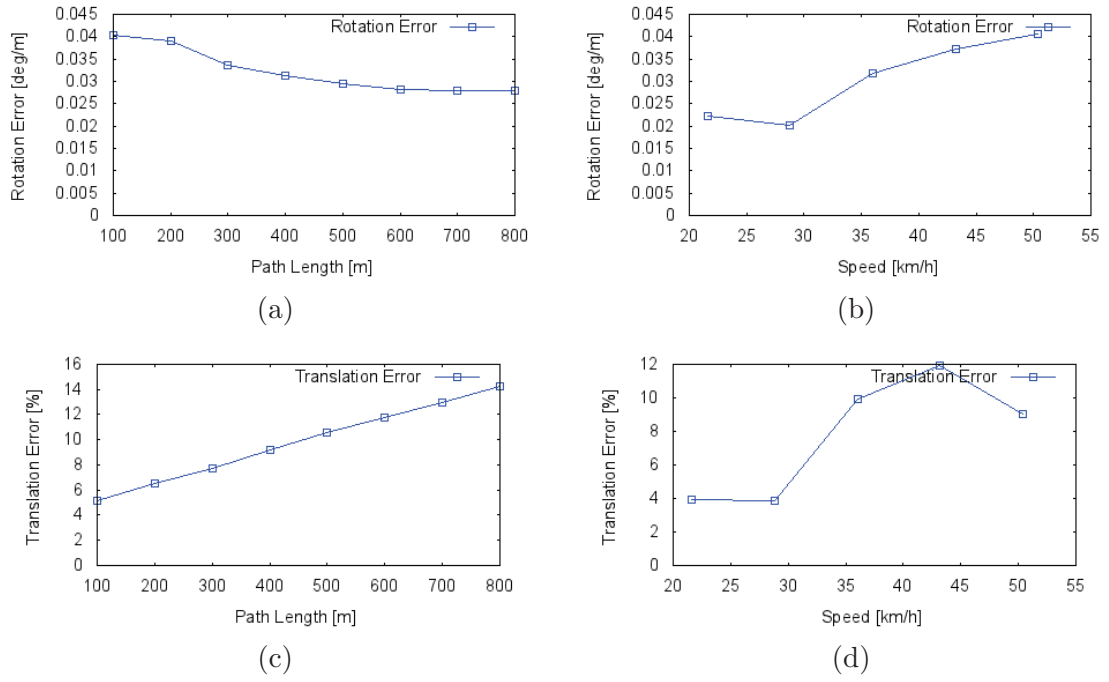 Rotation Error [deg/m]
0.045
0.04
0.035
0.03
0.025
0.02
0.015
0.01
0.005
0
Rotation Error
100 200 300 400 500 600 700 800
Path Length [m]
(a)
Rotation Error [deg/m]
0.045
0.04
0.035
0.03
0.025
0.02
0.015
0.01
0.005
0
Rotation Error
20 25 30 35 40 45 50 55
Speed [km/h]
(b)
Translation Error [%]
16
14
12
10
8
6
4
2
0
Translation Error
100 200 300 400 500 600 700 800
Path Length [m]
(c)
Translation Error [%]
12
10
8
6
4
2
0
Translation Error
20 25 30 35 40 45 50 55
Speed [km/h]
(d)